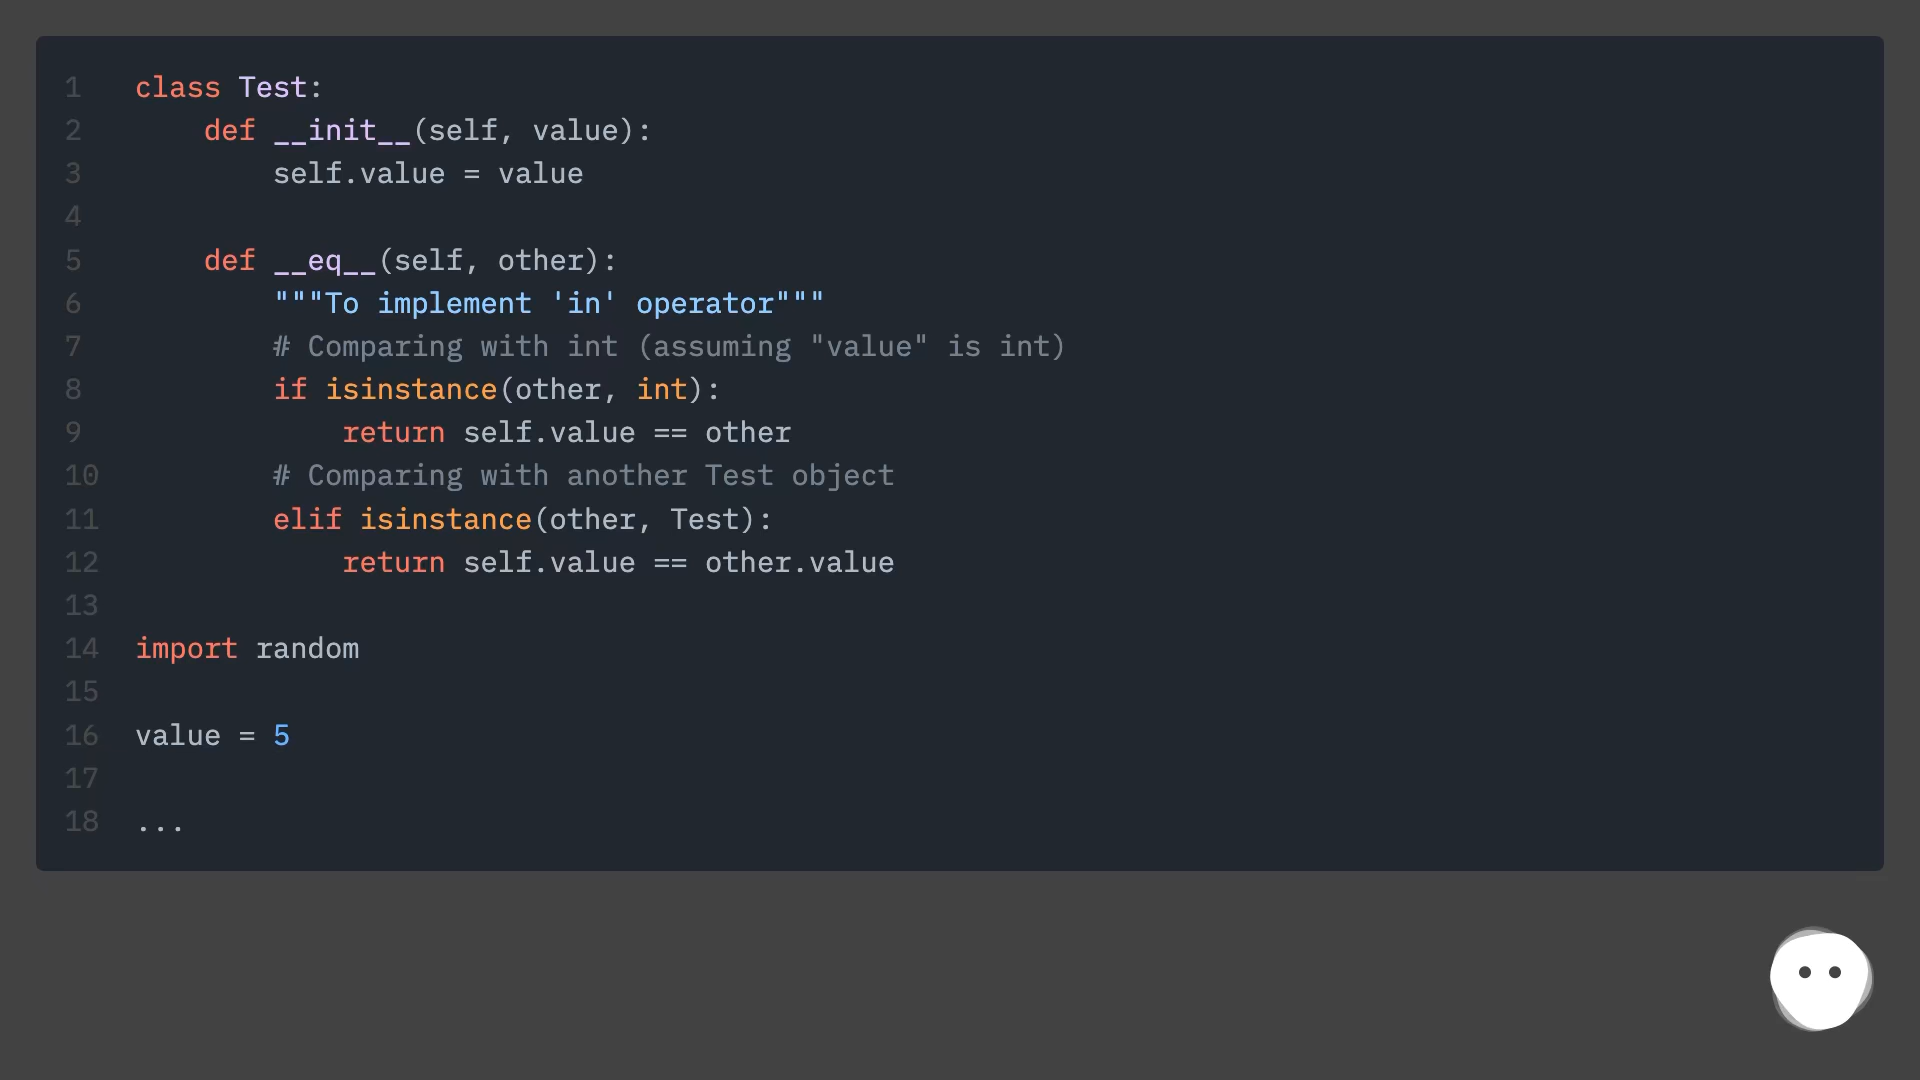 1 class Test:
2     def __init__(self, value):
3         self.value = value
4
5     def __eq__(self, other):
6         """To implement 'in' operator"""
7         # Comparing with int (assuming "value" is int)
8         if isinstance(other, int):
9             return self.value == other
10         # Comparing with another Test object
11         elif isinstance(other, Test):
12             return self.value == other.value
13
14 import random
15
16 value = 5
17
18 ...